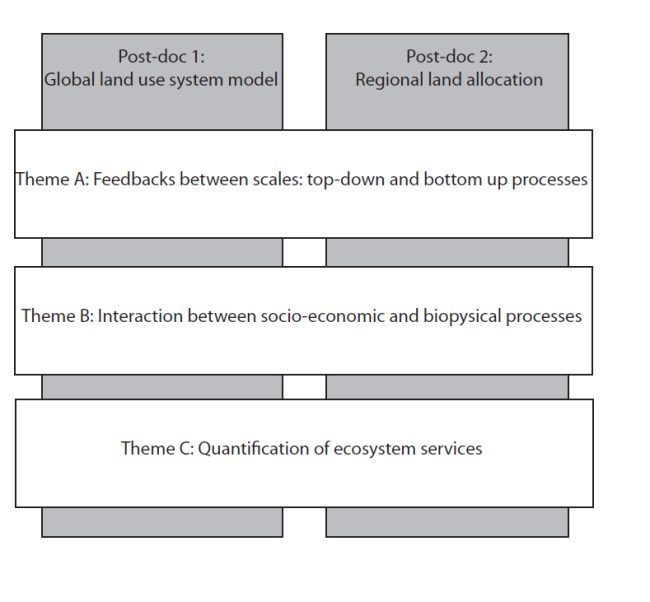 Post-doc 1:
Global land use system model
Post-doc 2:
Regional land allocation
Theme A: Feedbacks between scales: top-down and bottom up processes
Theme B: Interaction between socio-economic and biopysical processes
Theme C: Quantification of ecosystem services